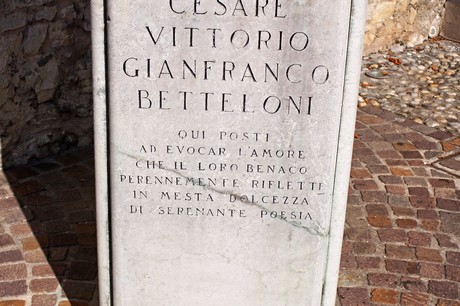 CESARE
VITTORIO
GIANFRANCO
BETTELONI
QUI POSTI
AD EVOCAR L'AMORE
CHE IL LORO BENACO
PERENNEMENTE RIFLETTE
IN MESTA DOLCEZZA
DI SERENANTE POESIA